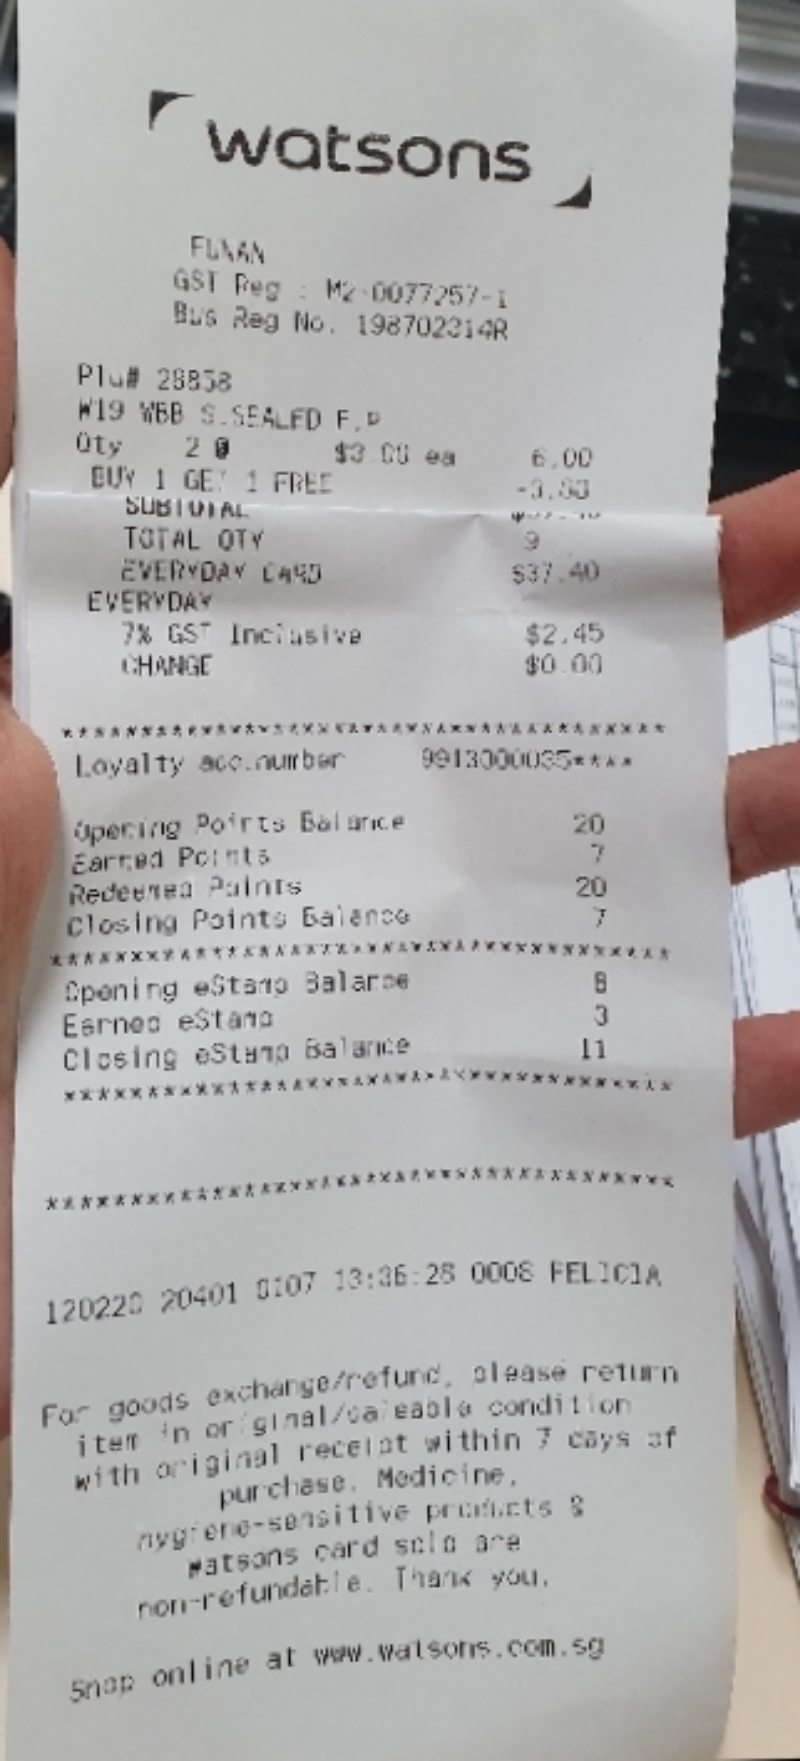 watsons
FUNAN
GST Reg : M2-0077257-1
Bus Reg No. 198702314R
Plu# 28858
W19 WBB S.SEALED F.P
Qty 2 @ $3.00 ea 6.00
BUY 1 GET 1 FREE
SUBTOTAL
TOTAL QTY 9
EVERYDAY CARD $37.40
EVERYDAY
7% GST Inclusive $2.45
CHANGE $0.00
****************************************
Loyalty acc.number 9913000035****
Opening Points Balance 20
Earned Points 7
Redeemed Points 20
Closing Points Balance 7
****************************************
Opening eStamp Balance 8
Earned eStamp 3
Closing eStamp Balance 11
****************************************
****************************************
120220 20401 0107 13:36:28 0008 FELICIA
For goods exchange/refund, please return
item in original/saleable condition
with original receipt within 7 days of
purchase. Medicine,
hygiene-sensitive products &
Watsons card sold are
non-refundable. Thank you.
Shop online at www.watsons.com.sg